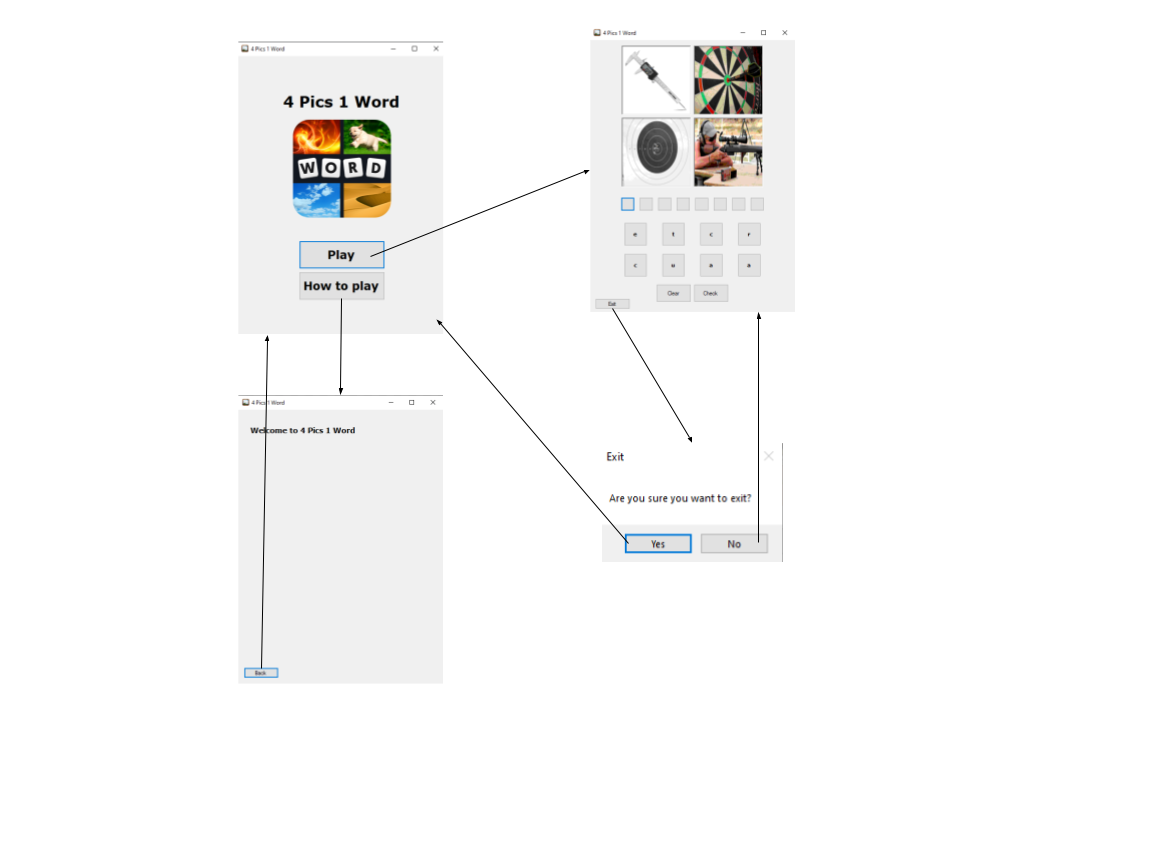 4 Pics 1 Word
4 Pics 1 Word
WORD
Play
How to play
4 Pics 1 Word
e t c r
c u a a
Clear Check
Exit
4 Pics 1 Word
Welcome to 4 Pics 1 Word
Back
Exit
Are you sure you want to exit?
Yes No